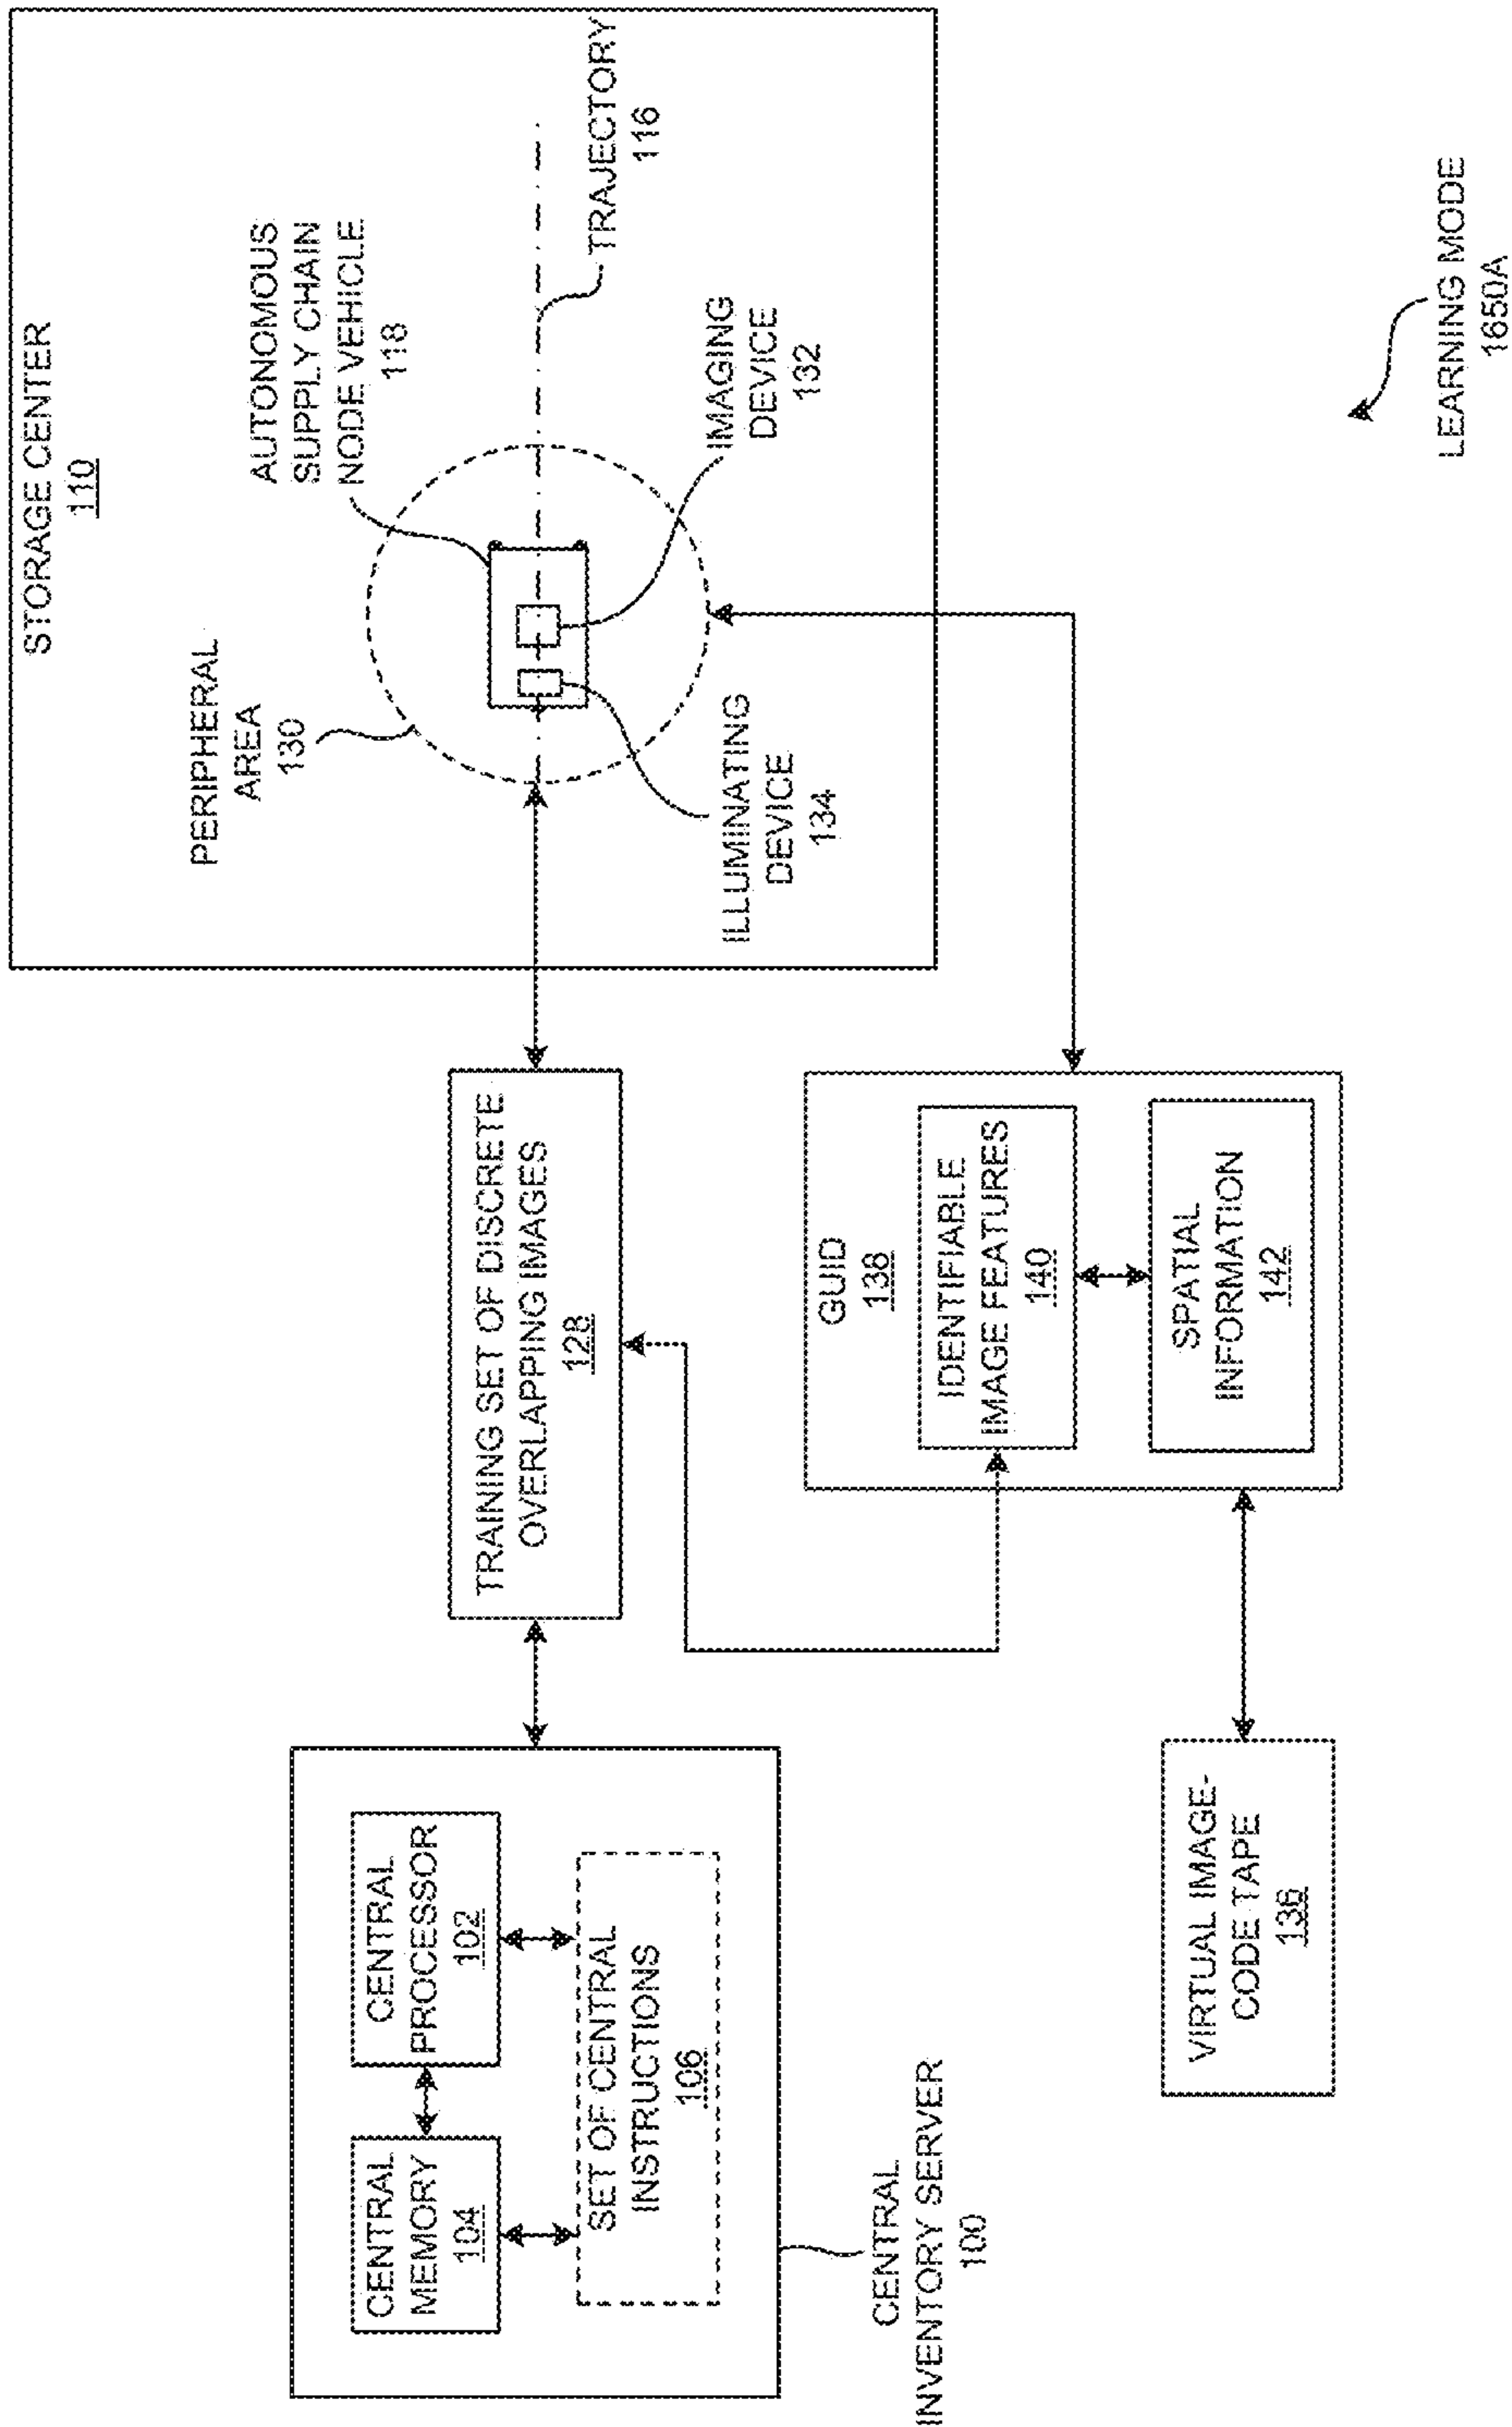 CENTRAL
MEMORY
104
CENTRAL
PROCESSOR
102
SET OF CENTRAL
INSTRUCTIONS
106
CENTRAL
INVENTORY SERVER
100
TRAINING SET OF DISCRETE
OVERLAPPING IMAGES
128
STORAGE CENTER
110
PERIPHERAL
AREA
130
AUTONOMOUS
SUPPLY CHAIN
NODE VEHICLE
118
TRAJECTORY
116
ILLUMINATING
DEVICE
134
IMAGING
DEVICE
132
VIRTUAL IMAGE-
CODE TAPE
136
GUID
138
IDENTIFIABLE
IMAGE FEATURES
140
SPATIAL
INFORMATION
142
LEARNING MODE
1650A